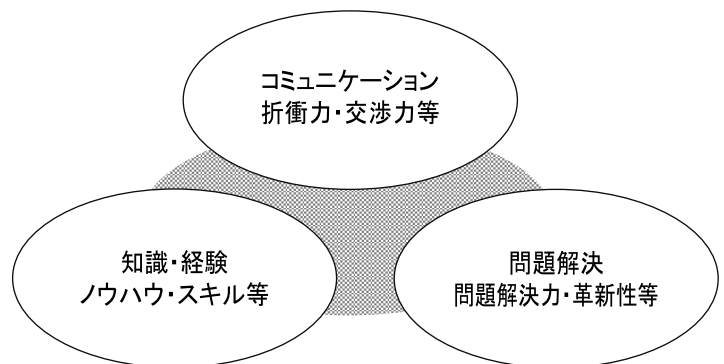 コミュニケーション
折衝力・交渉力等
知識・経験
ノウハウ・スキル等
問題解決
問題解決力・革新性等